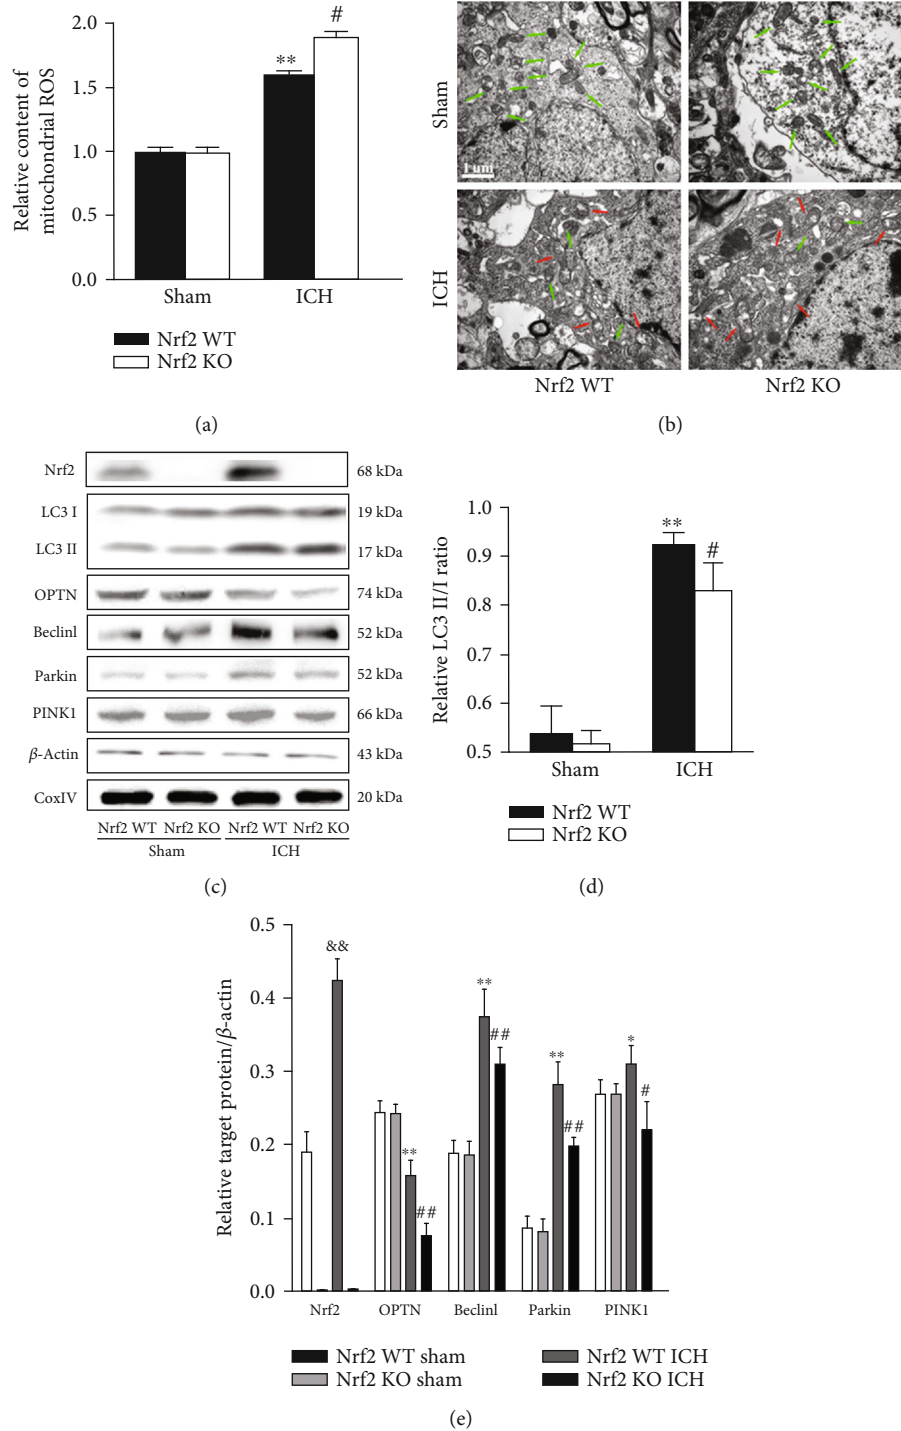 2.0
#
**
1.5
1.0
0.5
0.0
Relative content of
mitochondrial ROS
Sham
ICH
Nrf2 WT
Nrf2 KO
(a)
Sham
1 um
ICH
Nrf2 WT
Nrf2 KO
(b)
Nrf2
68 kDa
LC3 I
19 kDa
LC3 II
17 kDa
OPTN
74 kDa
Beclinl
52 kDa
Parkin
52 kDa
PINK1
66 kDa
β-Actin
43 kDa
CoxIV
20 kDa
Nrf2 WT Nrf2 KO Nrf2 WT Nrf2 KO
Sham
ICH
(c)
1.0
**
0.9
#
0.8
0.7
0.6
0.5
Relative LC3 II/I ratio
Sham
ICH
Nrf2 WT
Nrf2 KO
(d)
0.5
&&
0.4
**
##
*
0.3
**
#
0.2
**
##
##
0.1
0.0
Relative target protein/β-actin
Nrf2
OPTN
Beclinl
Parkin
PINK1
Nrf2 WT sham
Nrf2 WT ICH
Nrf2 KO sham
Nrf2 KO ICH
(e)